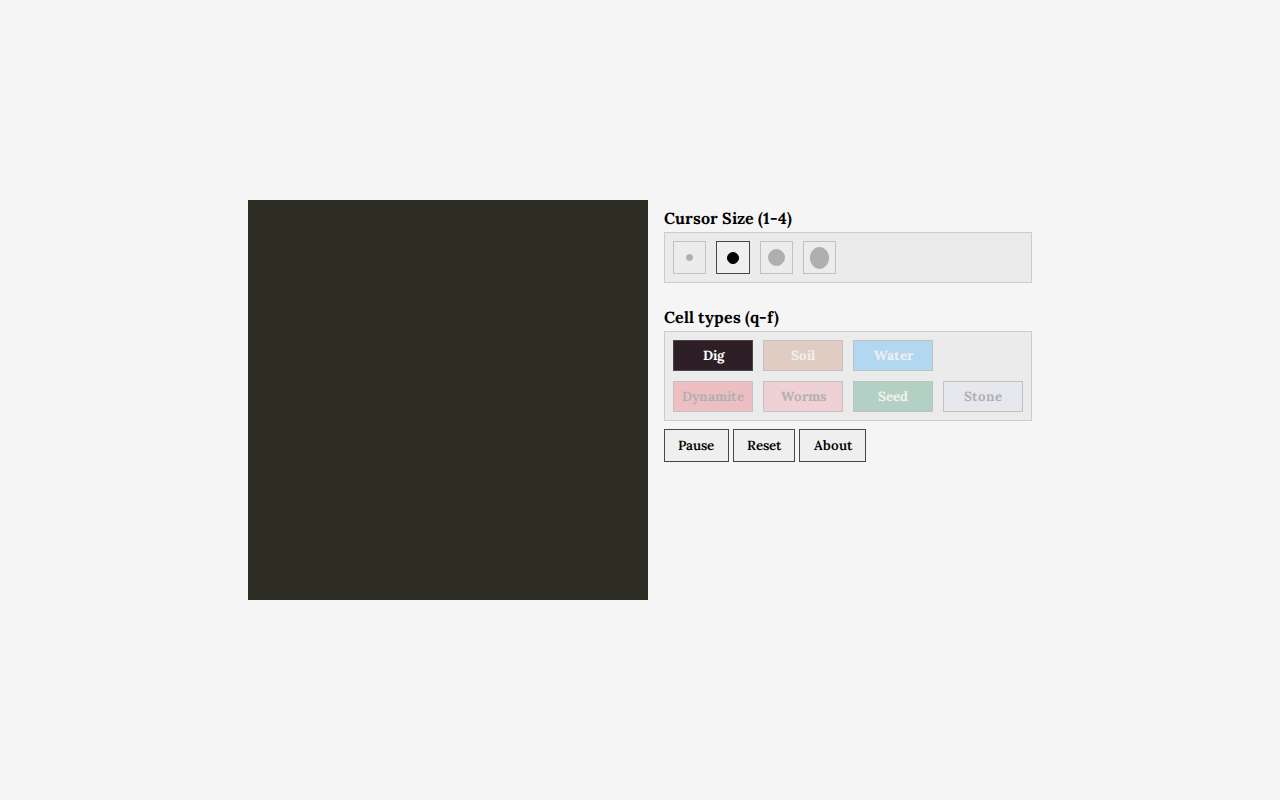 Cursor Size (1-4)
Cell types (q-f)
Dig Soil Water
Dynamite Worms Seed Stone
Pause Reset About